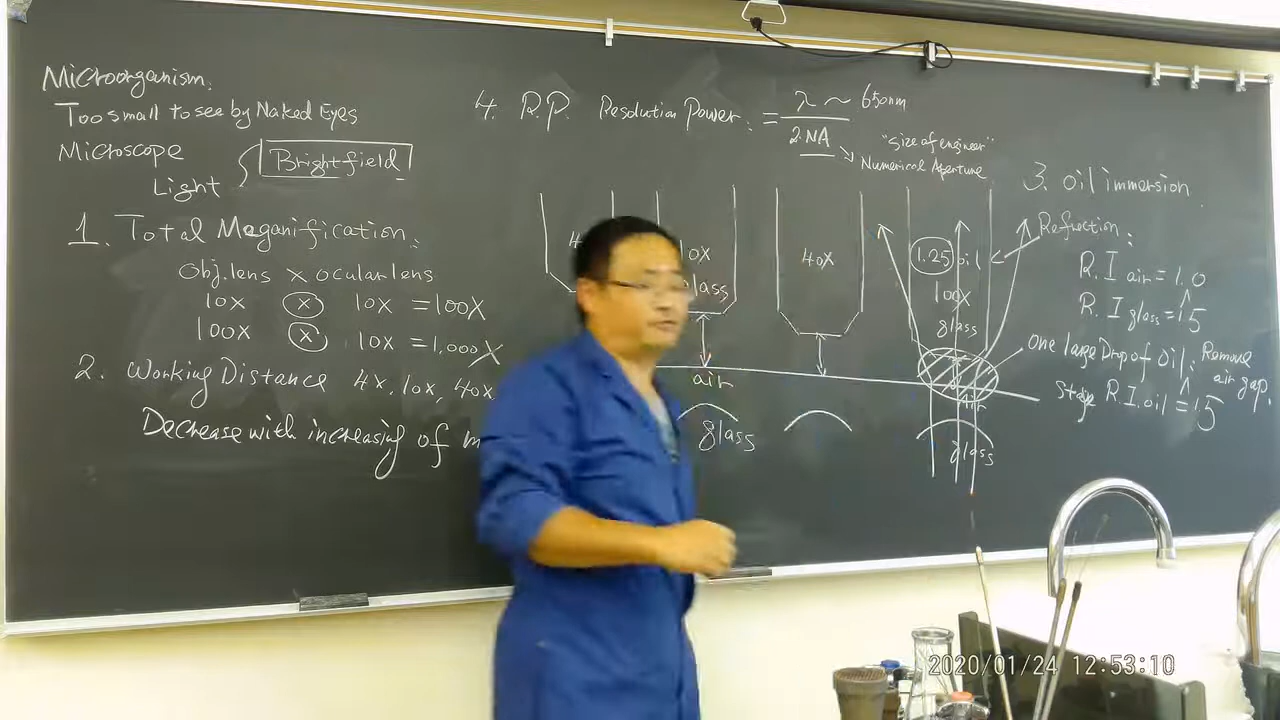 Microorganism.
Too small to see by Naked Eyes
Microscope
Light
Brightfield
1. Total Maganification:
Obj.lens X ocular lens
10X X 10X = 100X
100X X 10X = 1,000X
2. Working Distance 4X, 10X, 40X
Decrease with increasing of
4. R.P. Resolution Power: = λ ~ 650nm
2 NA
"Size of engineer"
Numerical Aperture
4
10X
glass
air
glass
40X
1.25 oil
100X
glass
air
glass
3. oil immersion
Refraction:
R.I air = 1.0
R.I glass = 1.5
One large Drop of oil: Remove
air gap.
stage R.I. oil = 1.5
2020/01/24 12:53:10